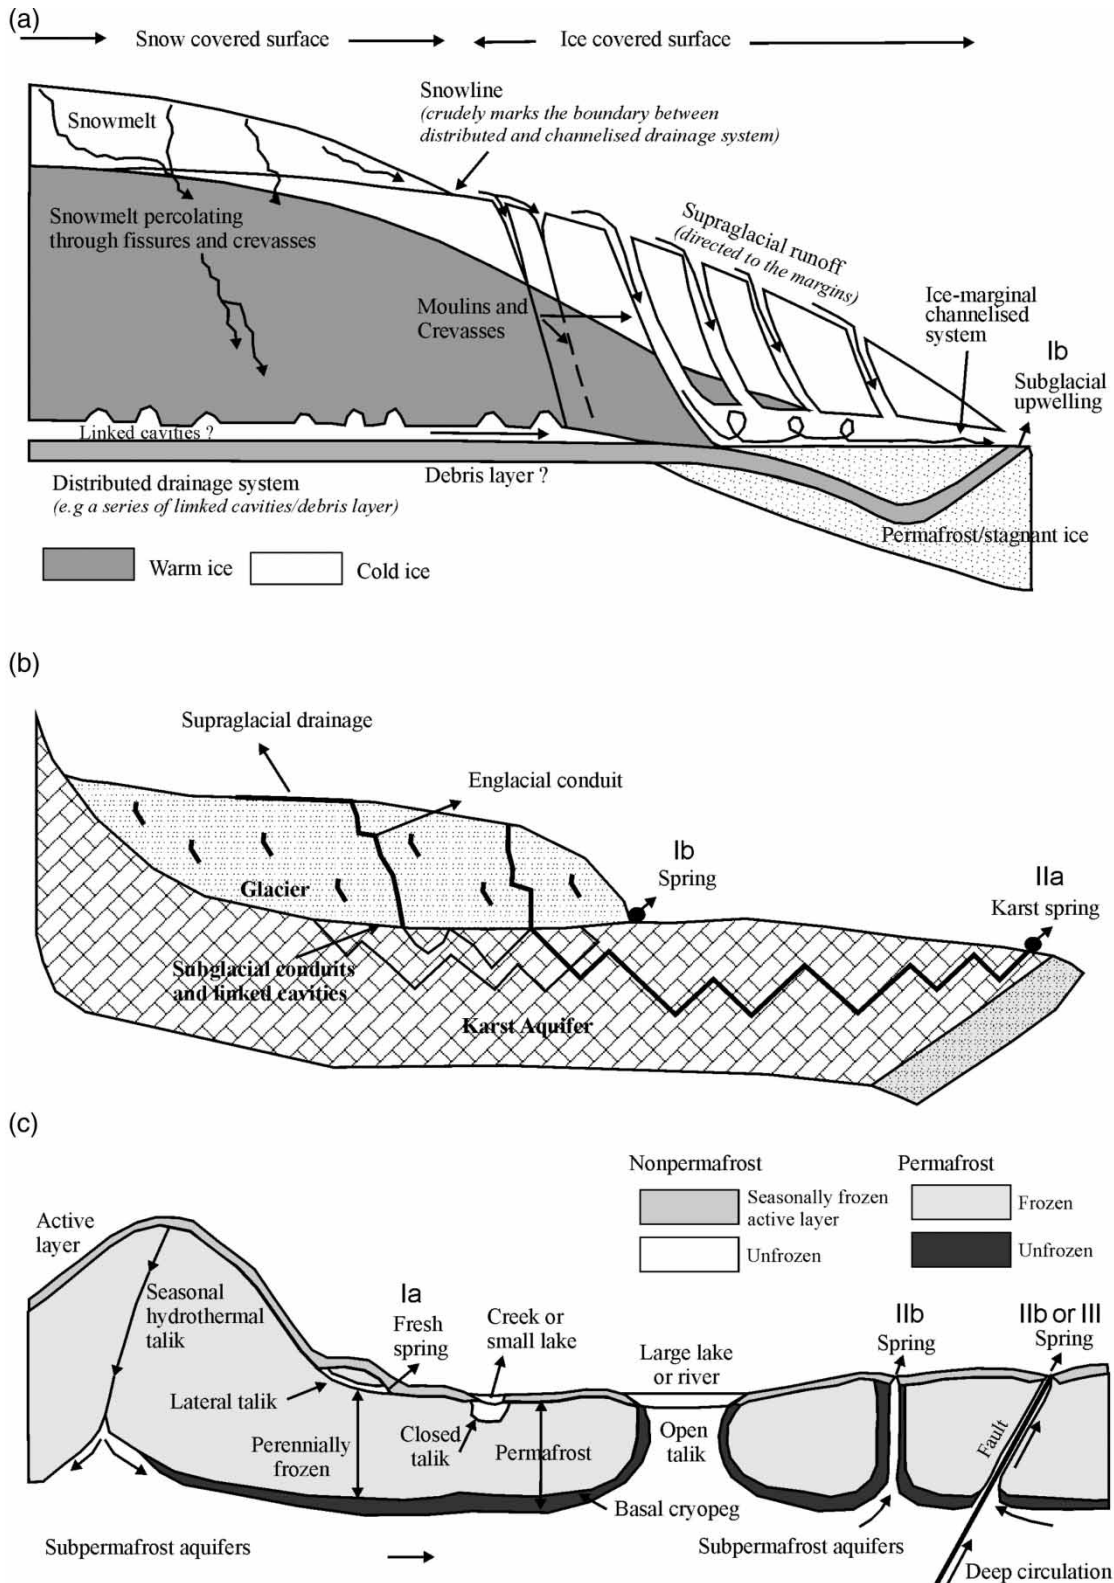 (a)
Snow covered surface
Ice covered surface
Snowline
(crudely marks the boundary between
distributed and channelised drainage system)
Snowmelt
Snowmelt percolating
through fissures and crevasses
Supraglacial runoff
(directed to the margins)
Moulins and
Crevasses
Ice-marginal
channelised
system
Ib
Subglacial
upwelling
Linked cavities ?
Debris layer ?
Distributed drainage system
(e.g a series of limked cavities/debris layer)
Permafrost/stagnant ice
Warm ice
Cold ice
(b)
Supraglacial drainage
Englacial conduit
Ib
Spring
IIa
Karst spring
Glacier
Subglacial conduits
and linked cavities
Karst Aquifer
(c)
Nonpermafrost
Permafrost
Seasonally frozen
active layer
Frozen
Unfrozen
Unfrozen
Active
layer
Seasonal
hydrothermal
talik
Ia
Fresh
spring
Creek or
small lake
Large lake
or river
IIb
Spring
IIb or III
Spring
Lateral talik
Closed
talik
Perennially
frozen
Permafrost
Open
talik
Fault
Basal cryopeg
Subpermafrost aquifers
Subpermafrost aquifers
Deep circulation